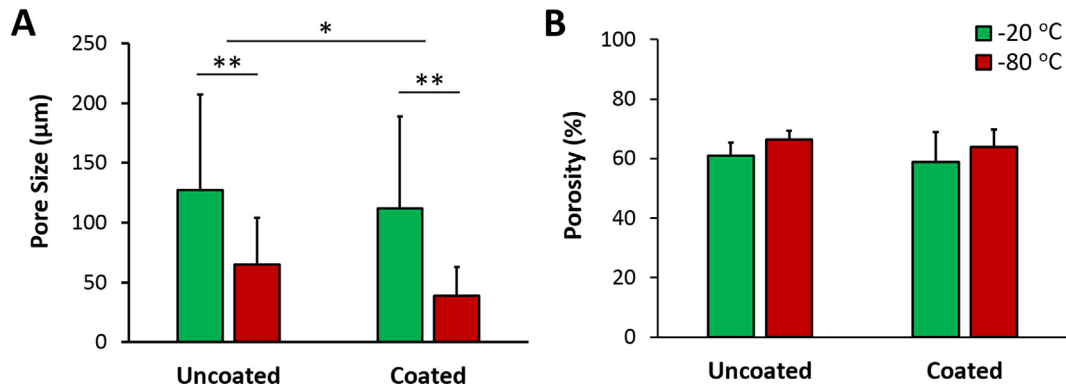 A
Pore Size (µm)
250
200
150
100
50
0
*
**
**
Uncoated
Coated
B
Porosity (%)
100
80
60
40
20
0
-20 °C
-80 °C
Uncoated
Coated